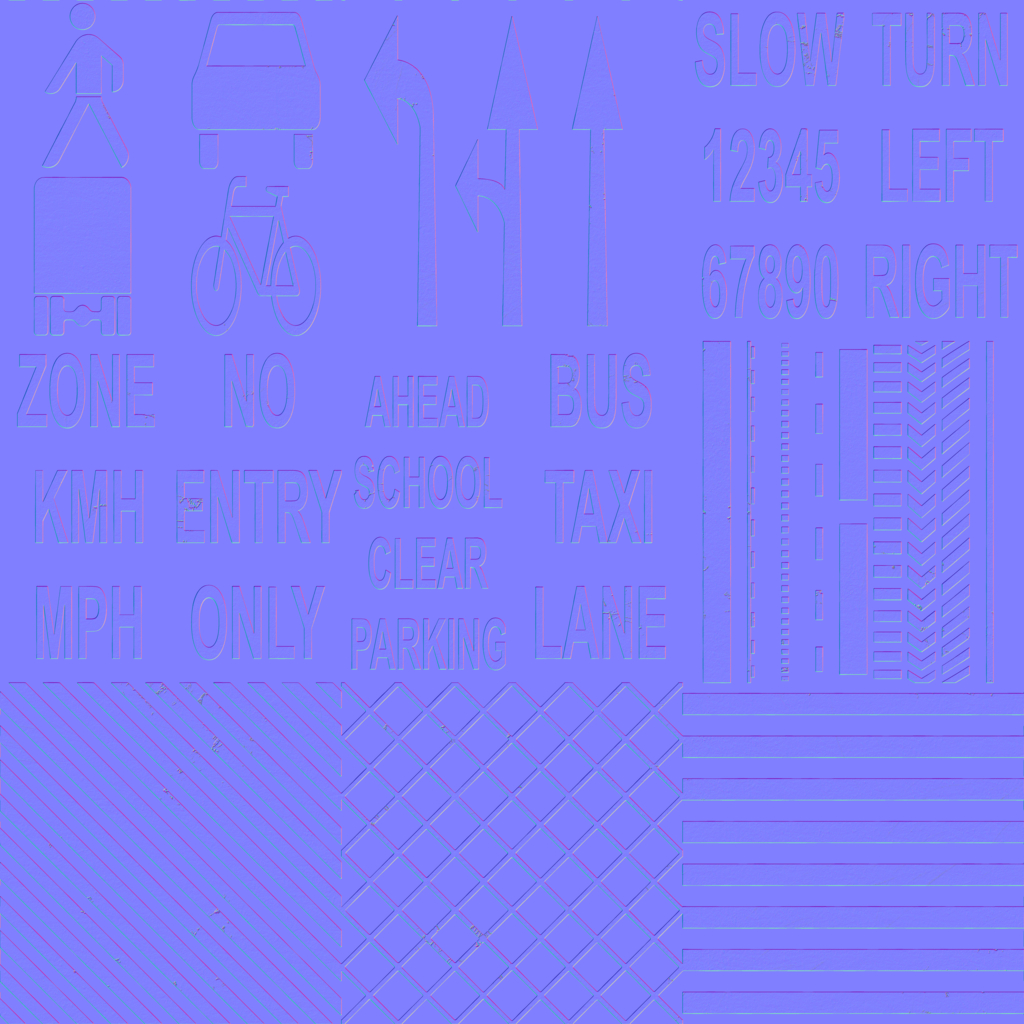 SLOW TURN
12345 LEFT
67890 RIGHT
ZONE NO AHEAD BUS
KMH ENTRY SCHOOL TAXI
CLEAR
MPH ONLY PARKING LANE